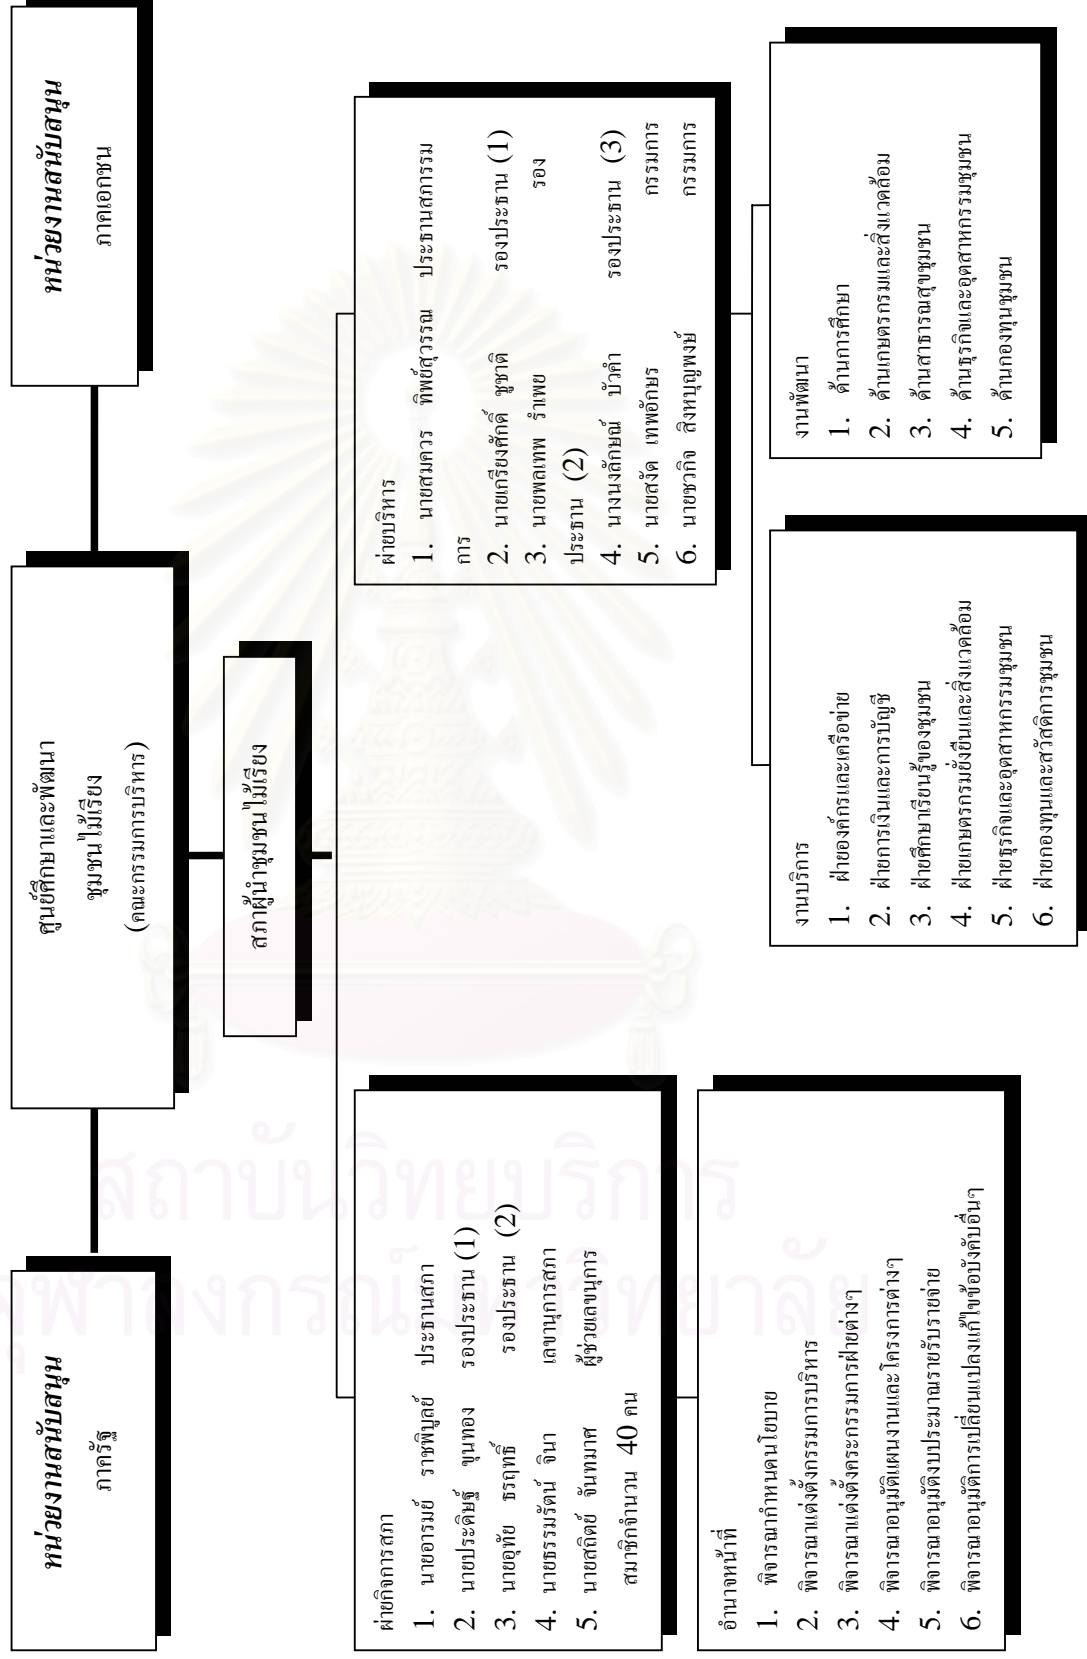 หน่วยงานสนับสนุน
ภาครัฐ
ศูนย์ศึกษาและพัฒนา
ชุมชนไม้เรียง
(คณะกรรมการบริหาร)
หน่วยงานสนับสนุน
ภาคเอกชน
สภาผู้นำชุมชนไม้เรียง
ฝ่ายกิจการสภา
1. นายอารมย์ ราชพิบูลย์ ประธานสภา
2. นายประดิษฐ์ ขุนทอง รองประธาน (1)
3. นายอุทัย ธรฤทธิ์ รองประธาน (2)
4. นายธรรมรัตน์ จินา เลขานุการสภา
5. นายสถิตย์ จันทมาศ ผู้ช่วยเลขนุการ
สมาชิกจำนวน 40 คน
ฝ่ายบริหาร
1. นายสมควร ทิพย์สุวรรณ ประธานสภารรม
การ
2. นายเกรียงศักดิ์ ชูชาติ รองประธาน (1)
3. นายพลเทพ รำเพย รอง
ประธาน (2)
4. นางนงลักษณ์ บัวคำ รองประธาน (3)
5. นายสงัด เทพอักษร กรรมการ
6. นายชวกิจ สิงหบุญพงษ์ กรรมการ
อำนาจหน้าที่
1. พิจารณากำหนดนโยบาย
2. พิจารณาแต่งตั้งกรรมการบริหาร
3. พิจารณาแต่งตั้งคระกรรมการฝ่ายต่างๆ
4. พิจารณาอนุมัติแผนงานและโครงการต่างๆ
5. พิจารณาอนุมัติงบประมาณรายรับรายจ่าย
6. พิจารณาอนุมัติการเปลี่ยนแปลงแก้ไขข้อบังคับอื่นๆ
งานบริการ
1. ฝ่ายองค์กรและเครือข่าย
2. ฝ่ายการเงินและการบัญชี
3. ฝ่ายศึกษาเรียนรู้ของชุมชน
4. ฝ่ายเกษตรกรมยั่งยืนและสิ่งแวดล้อม
5. ฝ่ายธุรกิจและอุตสาหกรรมชุมชน
6. ฝ่ายกองทุนและสวัสดิการชุมชน
งานพัฒนา
1. ด้านการศึกษา
2. ด้านเกษตรกรมและสิ่งแวดล้อม
3. ด้านสาธารณสุขชุมชน
4. ด้านธุรกิจและอุตสาหกรรมชุมชน
5. ด้านกองทุนชุมชน
สถาบันวิทยบริการ
จุฬาลงกรณ์มหาวิทยาลัย